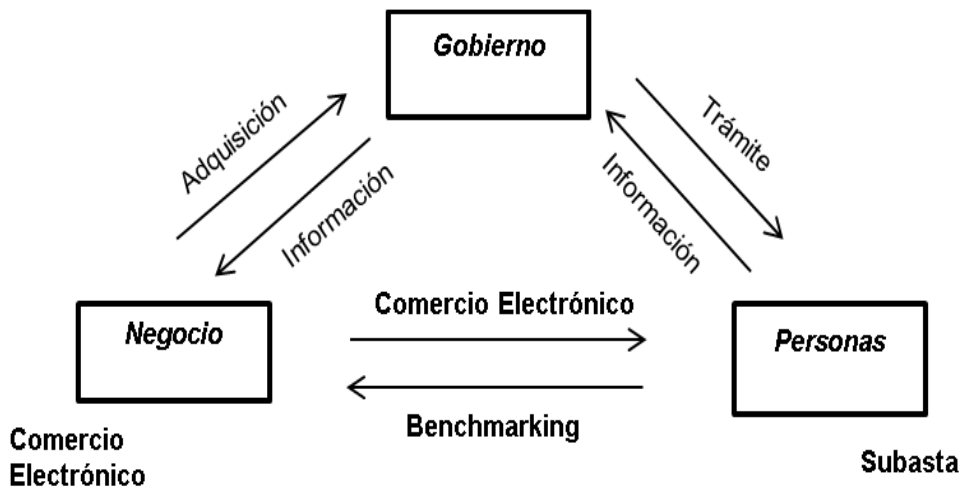 Gobierno
Adquisición
Información
Trámite
Información
Comercio Electrónico
Negocio
Personas
Benchmarking
Comercio
Electrónico
Subasta